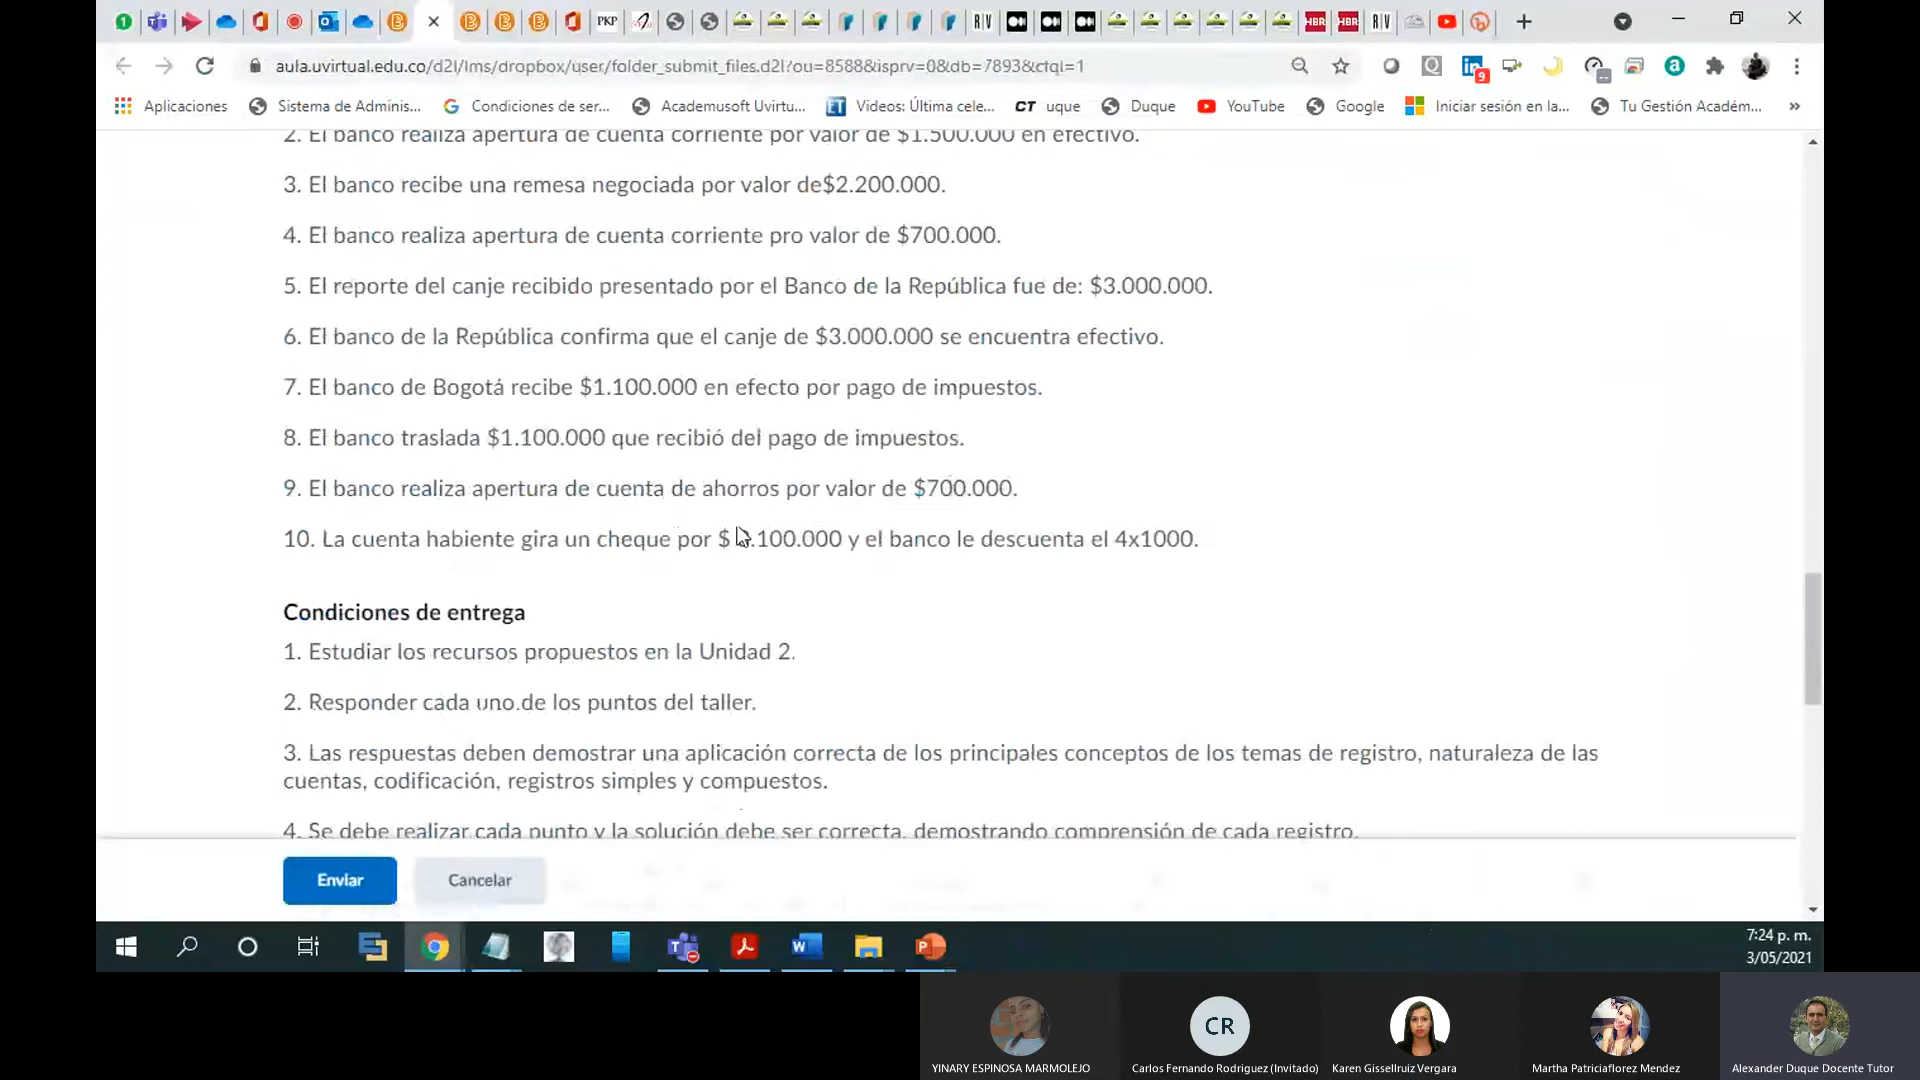 aula.uvirtual.edu.co/d2l/lms/dropbox/user/folder_submit_files.d2l?ou=8588&isprv=0&db=7893&cfql=1
Aplicaciones
Sistema de Adminis...
Condiciones de ser...
Academusoft Uvirtu...
Videos: Última cele...
uque
Duque
YouTube
Google
Iniciar sesión en la...
Tu Gestión Académ...
2. El banco realiza apertura de cuenta corriente por valor de $1.500.000 en efectivo.
3. El banco recibe una remesa negociada por valor de$2.200.000.
4. El banco realiza apertura de cuenta corriente pro valor de $700.000.
5. El reporte del canje recibido presentado por el Banco de la República fue de: $3.000.000.
6. El banco de la República confirma que el canje de $3.000.000 se encuentra efectivo.
7. El banco de Bogotá recibe $1.100.000 en efecto por pago de impuestos.
8. El banco traslada $1.100.000 que recibió del pago de impuestos.
9. El banco realiza apertura de cuenta de ahorros por valor de $700.000.
10. La cuenta habiente gira un cheque por $ .100.000 y el banco le descuenta el 4x1000.
Condiciones de entrega
1. Estudiar los recursos propuestos en la Unidad 2.
2. Responder cada uno.de los puntos del taller.
3. Las respuestas deben demostrar una aplicación correcta de los principales conceptos de los temas de registro, naturaleza de las
cuentas, codificación, registros simples y compuestos.
4. Se debe realizar cada punto y la solución debe ser correcta, demostrando comprensión de cada registro.
Enviar
Cancelar
7:24 p. m.
3/05/2021
CR
YINARY ESPINOSA MARMOLEJO
Carlos Fernando Rodriguez (Invitado)
Karen Gissellruiz Vergara
Martha Patriciaflorez Mendez
Alexander Duque Docente Tutor